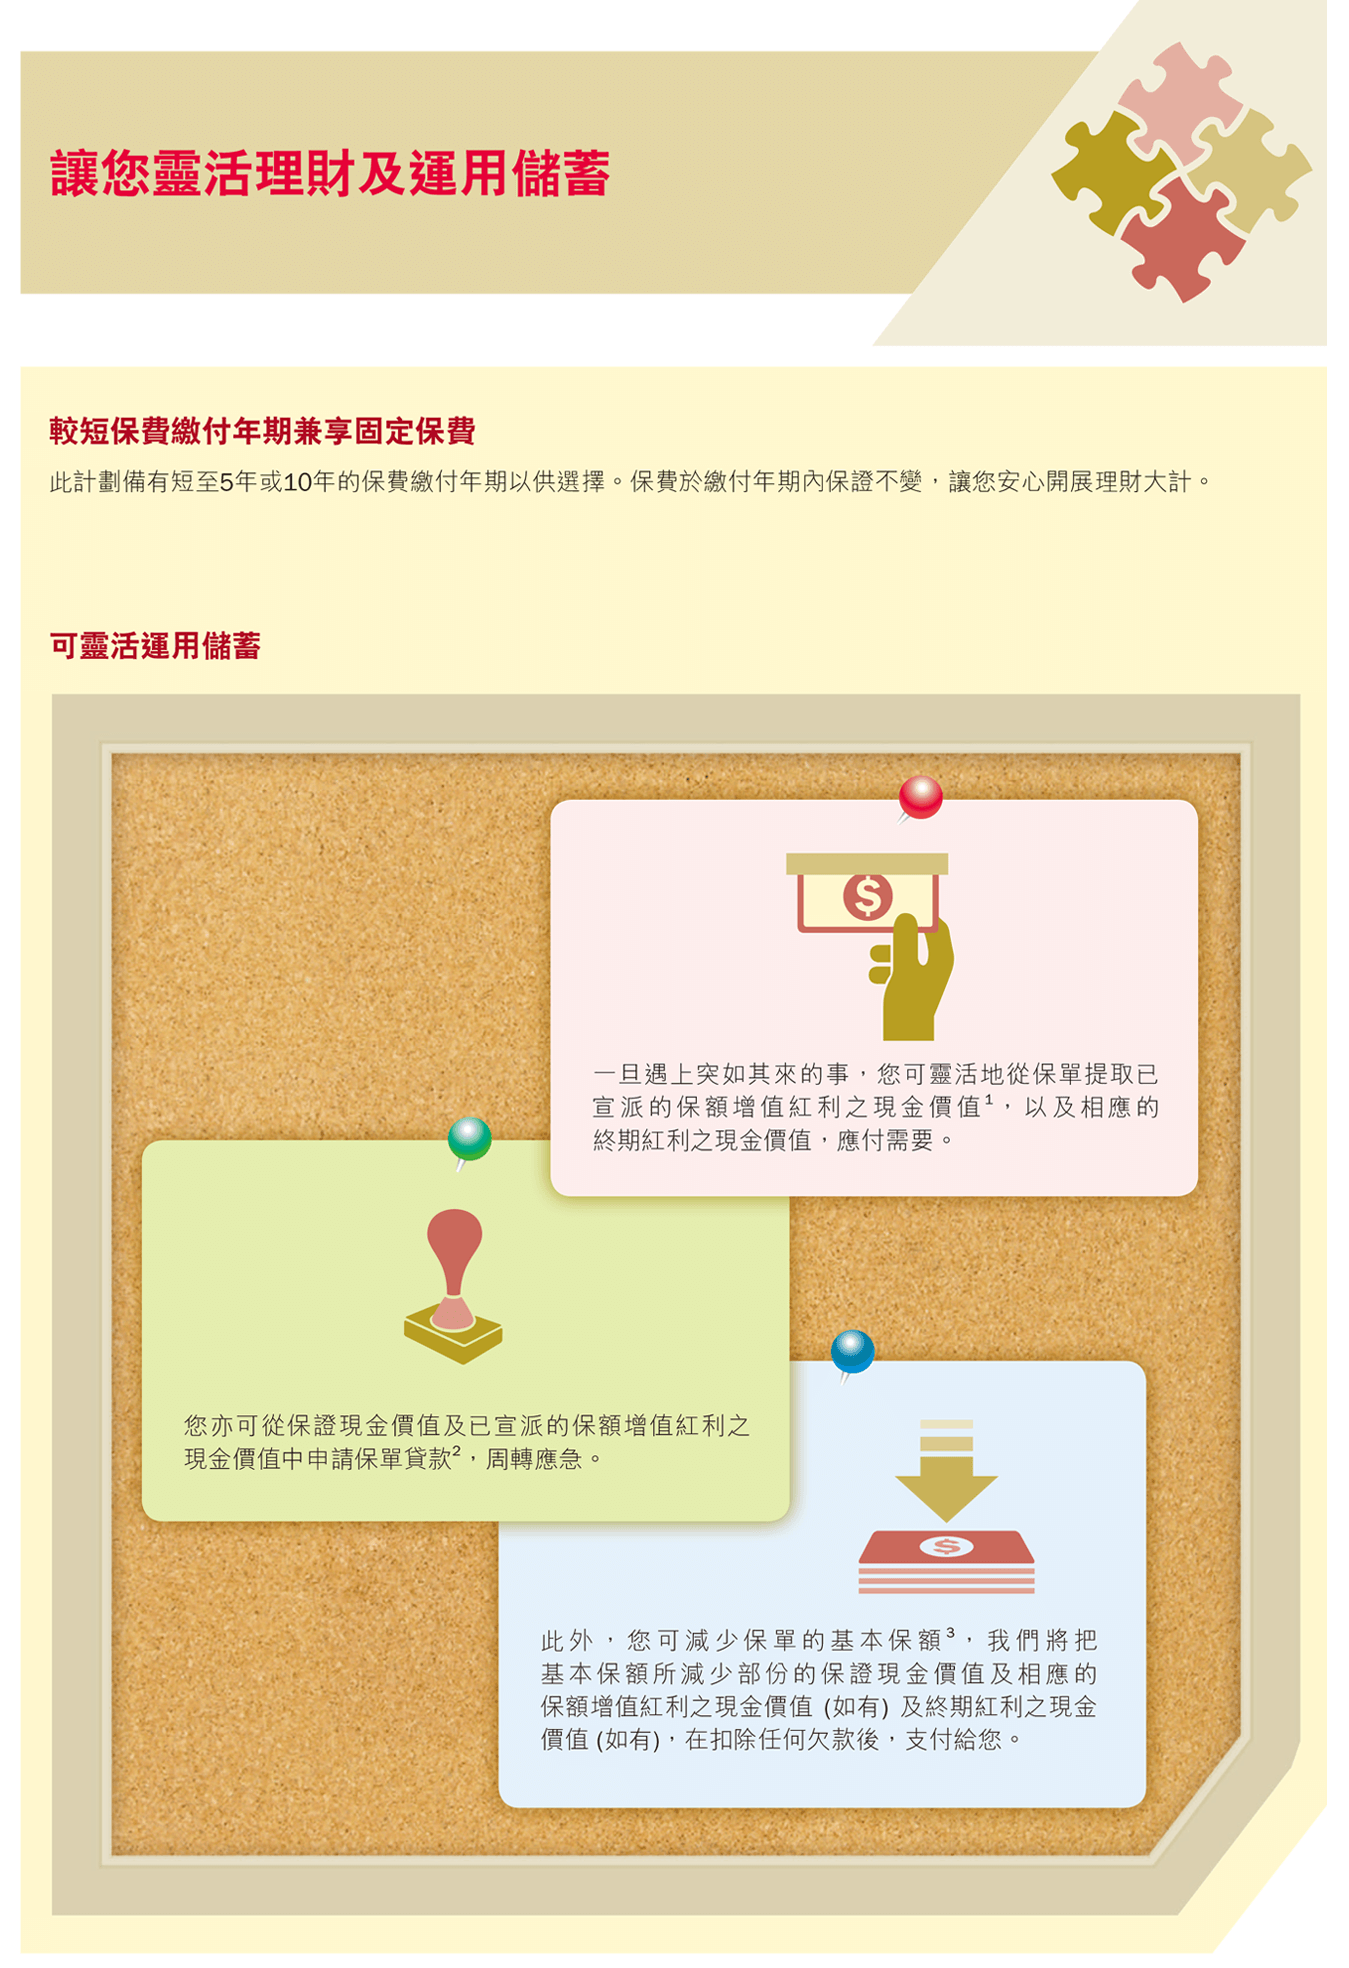 讓您靈活理財及運用儲蓄
較短保費繳付年期兼享固定保費
此計劃備有短至5年或10年的保費繳付年期以供選擇。保費於繳付年期內保證不變，讓您安心開展理財大計。
可靈活運用儲蓄
$
一旦遇上突如其來的事，您可靈活地從保單提取已
宣派的保額增值紅利之現金價值¹，以及相應的
終期紅利之現金價值，應付需要。
您亦可從保證現金價值及已宣派的保額增值紅利之
現金價值中申請保單貸款²，周轉應急。
$
此外，您可減少保單的基本保額³，我們將把
基本保額所減少部份的保證現金價值及相應的
保額增值紅利之現金價值 (如有) 及終期紅利之現金
價值 (如有)，在扣除任何欠款後，支付給您。